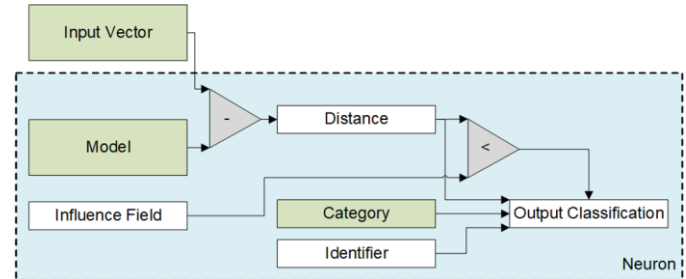 Input Vector
-
Distance
Model
<
Influence Field
Category
Output Classification
Identifier
Neuron